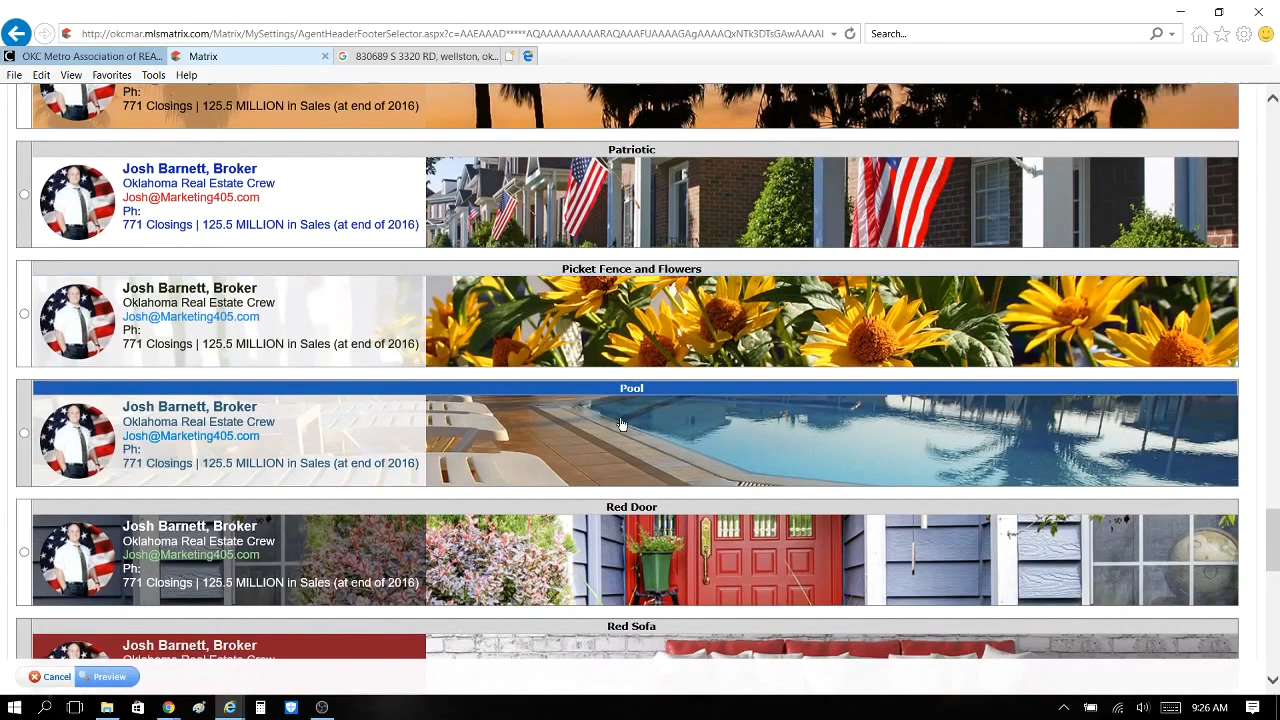 http://okcmar.mlsmatrix.com/Matrix/MySettings/AgentHeaderFooterSelector.aspx?c=AAEAAAD*****AQAAAAAAAAARAQAAAFUAAAAGAgAAAAQxNTk3DTsGAwAAAAI
Search...
OKC Metro Association of REA...
Matrix
830689 S 3320 RD, wellston, ok...
File Edit View Favorites Tools Help
Ph:
771 Closings | 125.5 MILLION in Sales (at end of 2016)
Patriotic
Josh Barnett, Broker
Oklahoma Real Estate Crew
Josh@Marketing405.com
Ph:
771 Closings | 125.5 MILLION in Sales (at end of 2016)
Picket Fence and Flowers
Josh Barnett, Broker
Oklahoma Real Estate Crew
Josh@Marketing405.com
Ph:
771 Closings | 125.5 MILLION in Sales (at end of 2016)
Pool
Josh Barnett, Broker
Oklahoma Real Estate Crew
Josh@Marketing405.com
Ph:
771 Closings | 125.5 MILLION in Sales (at end of 2016)
Red Door
Josh Barnett, Broker
Oklahoma Real Estate Crew
Josh@Marketing405.com
Ph:
771 Closings | 125.5 MILLION in Sales (at end of 2016)
Red Sofa
Josh Barnett, Broker
Oklahoma Real Estate Crew
Cancel Preview
9:26 AM